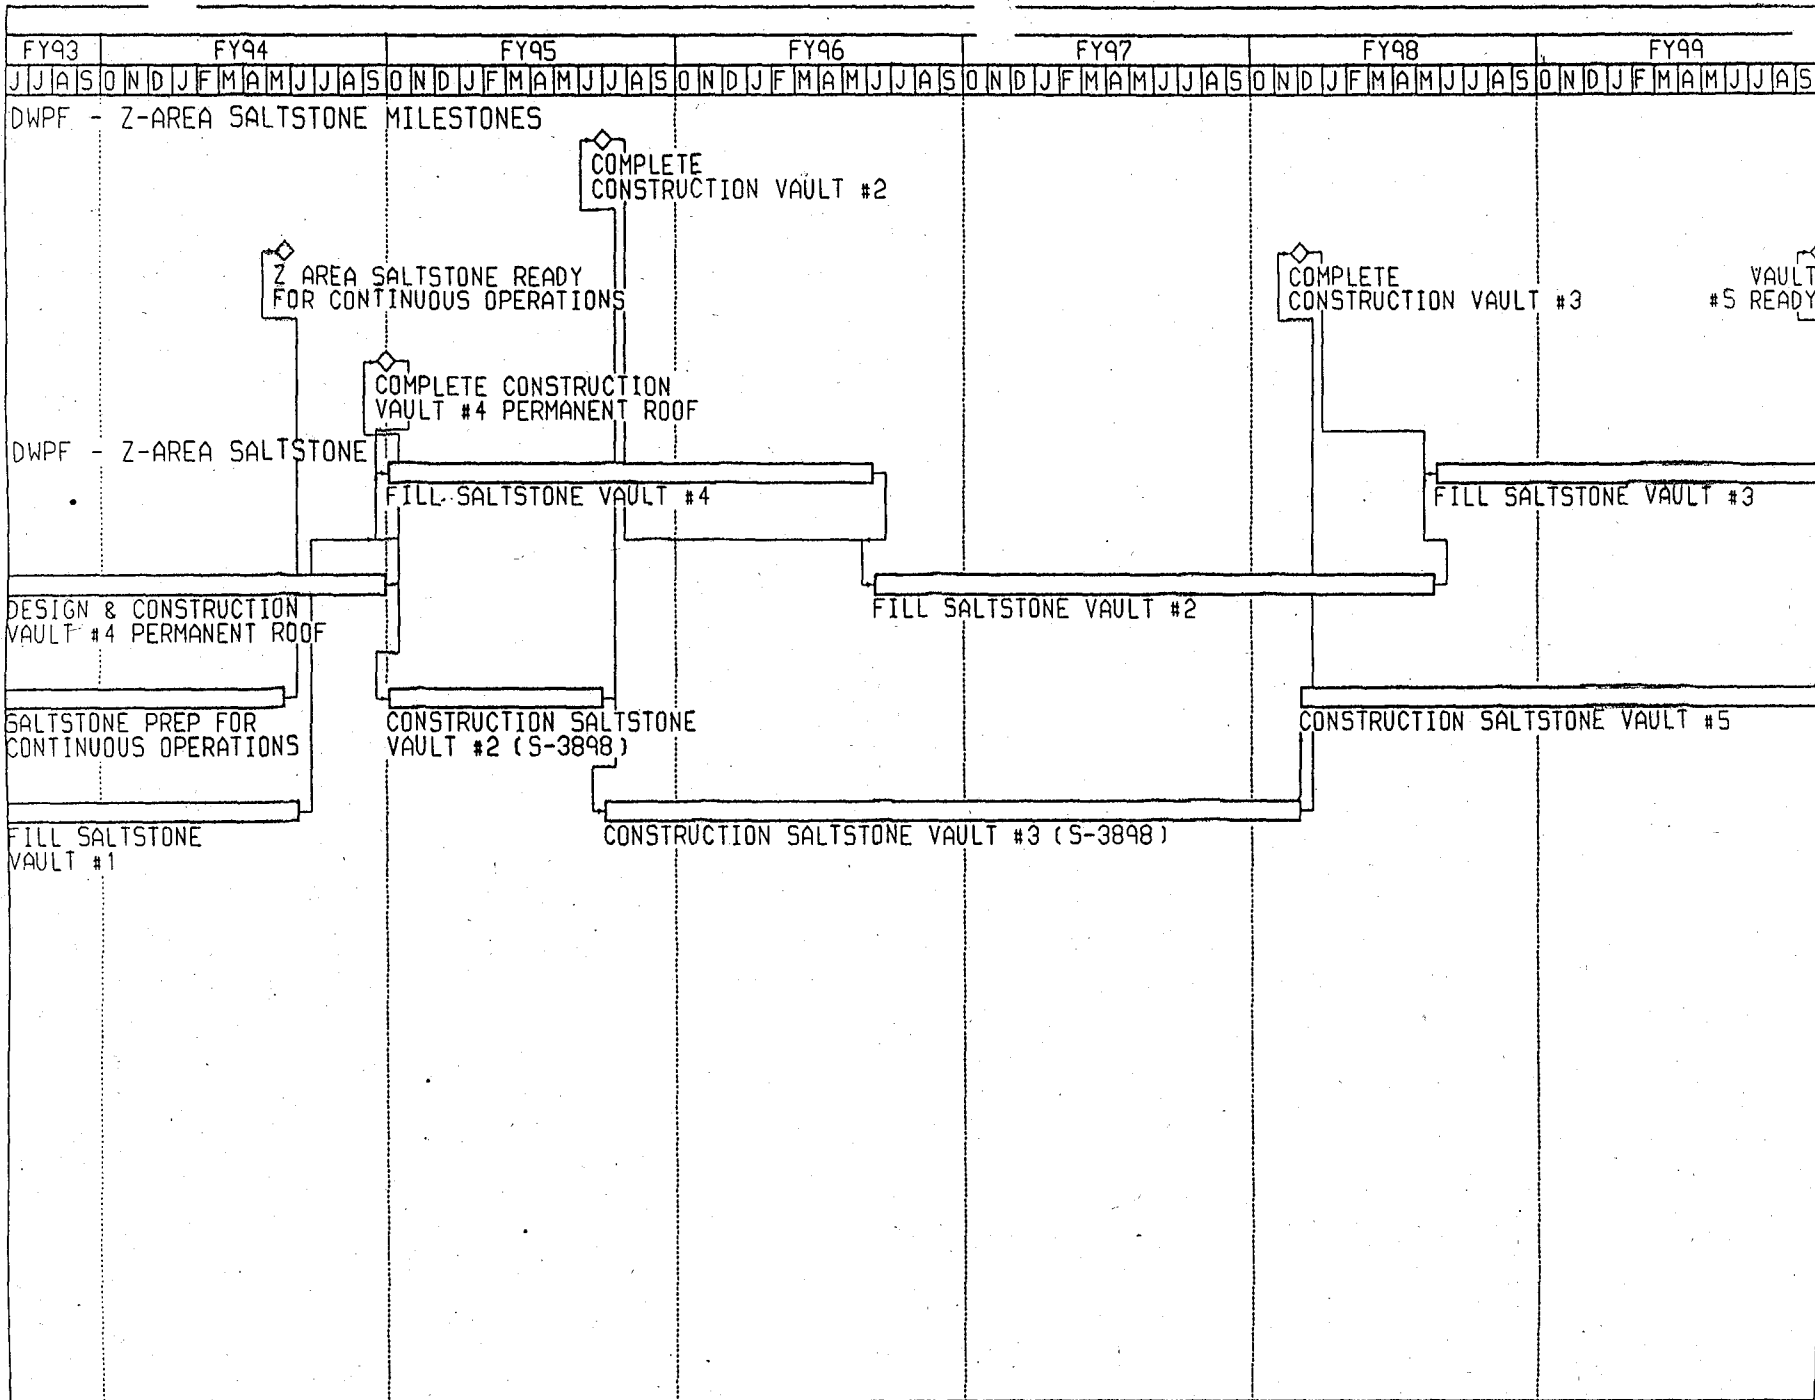 FY93 FY94 FY95 FY96 FY97 FY98 FY99
J J A S O N D J F M A M J J A S O N D J F M A M J J A S O N D J F M A M J J A S O N D J F M A M J J A S O N D J F M A M J J A S O N D J F M A M J J A S
DWPF - Z-AREA SALTSTONE MILESTONES
COMPLETE
CONSTRUCTION VAULT #2
Z AREA SALTSTONE READY
FOR CONTINUOUS OPERATIONS
COMPLETE
CONSTRUCTION VAULT #3
VAULT
#5 READY
COMPLETE CONSTRUCTION
VAULT #4 PERMANENT ROOF
DWPF - Z-AREA SALTSTONE
FILL SALTSTONE VAULT #4
FILL SALTSTONE VAULT #3
DESIGN & CONSTRUCTION
VAULT #4 PERMANENT ROOF
FILL SALTSTONE VAULT #2
SALTSTONE PREP FOR
CONTINUOUS OPERATIONS
CONSTRUCTION SALTSTONE
VAULT #2 (S-3898)
CONSTRUCTION SALTSTONE VAULT #5
FILL SALTSTONE
VAULT #1
CONSTRUCTION SALTSTONE VAULT #3 (S-3898)